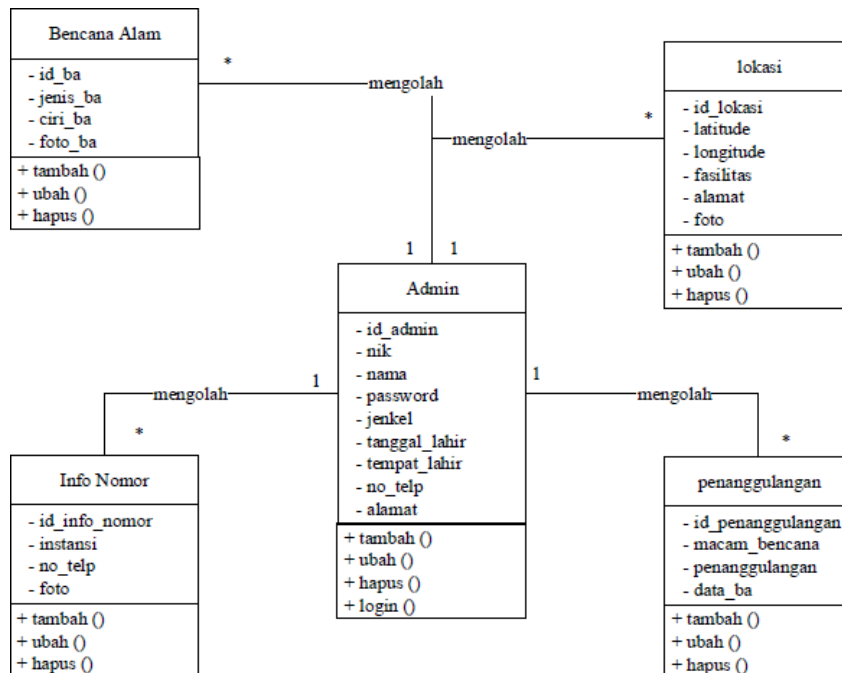 Bencana Alam
- id_ba
- jenis_ba
- ciri_ba
- foto_ba
+ tambah ()
+ ubah ()
+ hapus ()
*
mengolah
lokasi
- id_lokasi
- latitude
- longitude
- fasilitas
- alamat
- foto
+ tambah ()
+ ubah ()
+ hapus ()
*
mengolah
1
1
Admin
- id_admin
- nik
- nama
- password
- jenkel
- tanggal_lahir
- tempat_lahir
- no_telp
- alamat
+ tambah ()
+ ubah ()
+ hapus ()
+ login ()
1
mengolah
*
1
mengolah
*
Info Nomor
- id_info_nomor
- instansi
- no_telp
- foto
+ tambah ()
+ ubah ()
+ hapus ()
penanggulangan
- id_penanggulangan
- macam_bencana
- penanggulangan
- data_ba
+ tambah ()
+ ubah ()
+ hapus ()